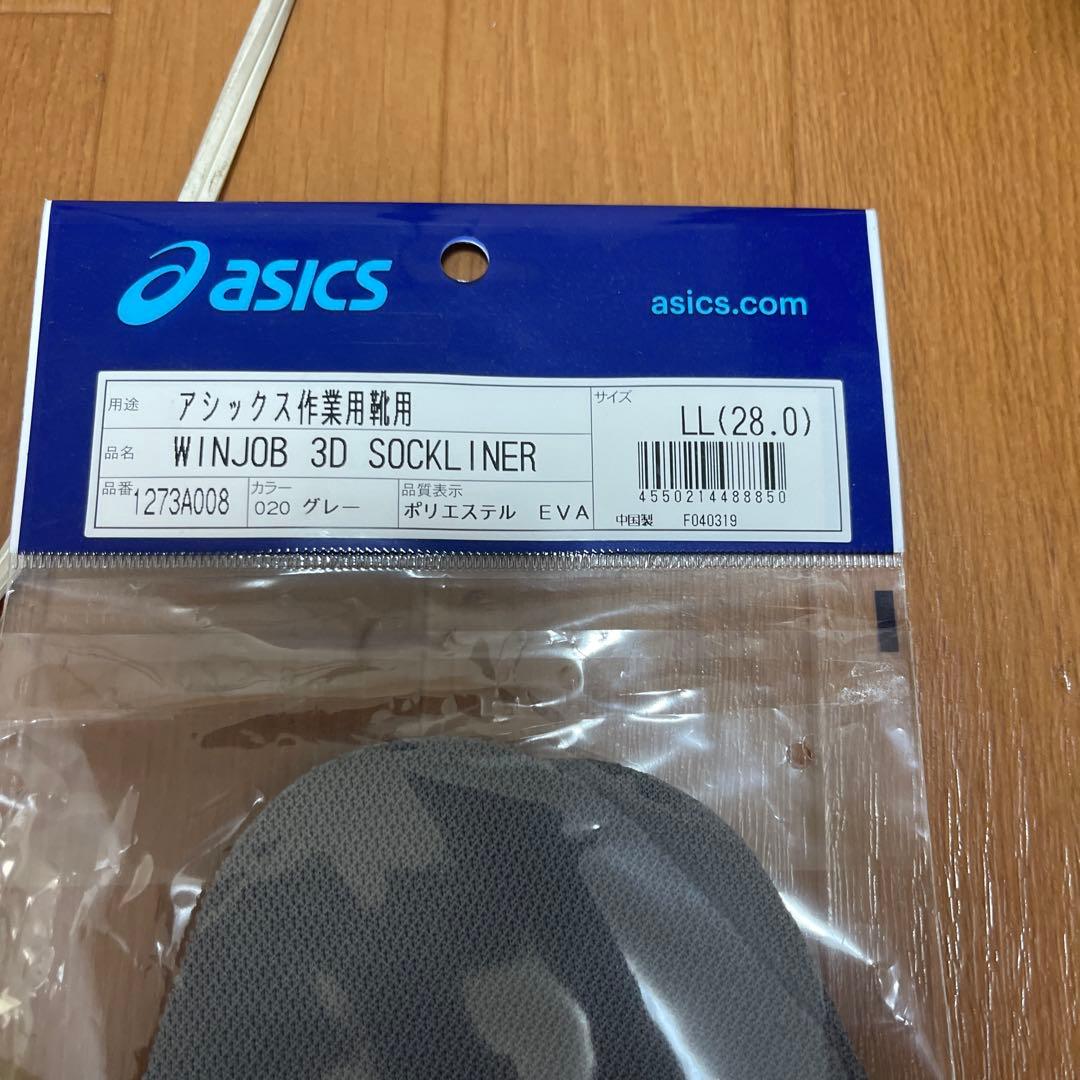 asics
asics.com
用途 アシックス作業用靴用
品名 WINJOB 3D SOCKLINER
品番 1273A008 カラー 020 グレー 品質表示 ポリエステル EVA
サイズ LL(28.0)
4550214488850
中国製 F040319